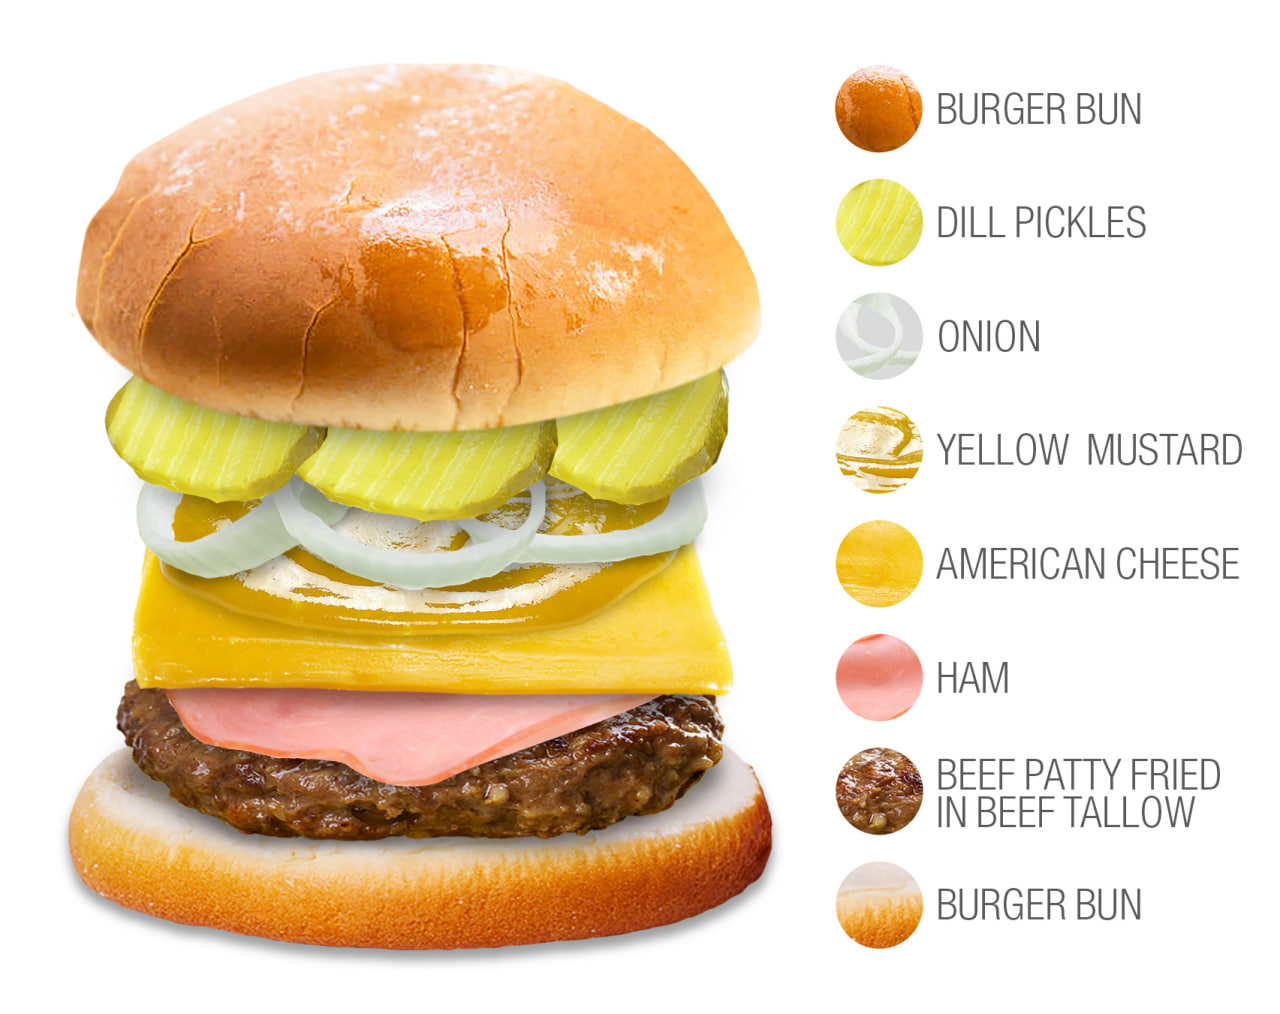 BURGER BUN
DILL PICKLES
ONION
YELLOW MUSTARD
AMERICAN CHEESE
HAM
BEEF PATTY FRIED
IN BEEF TALLOW
BURGER BUN